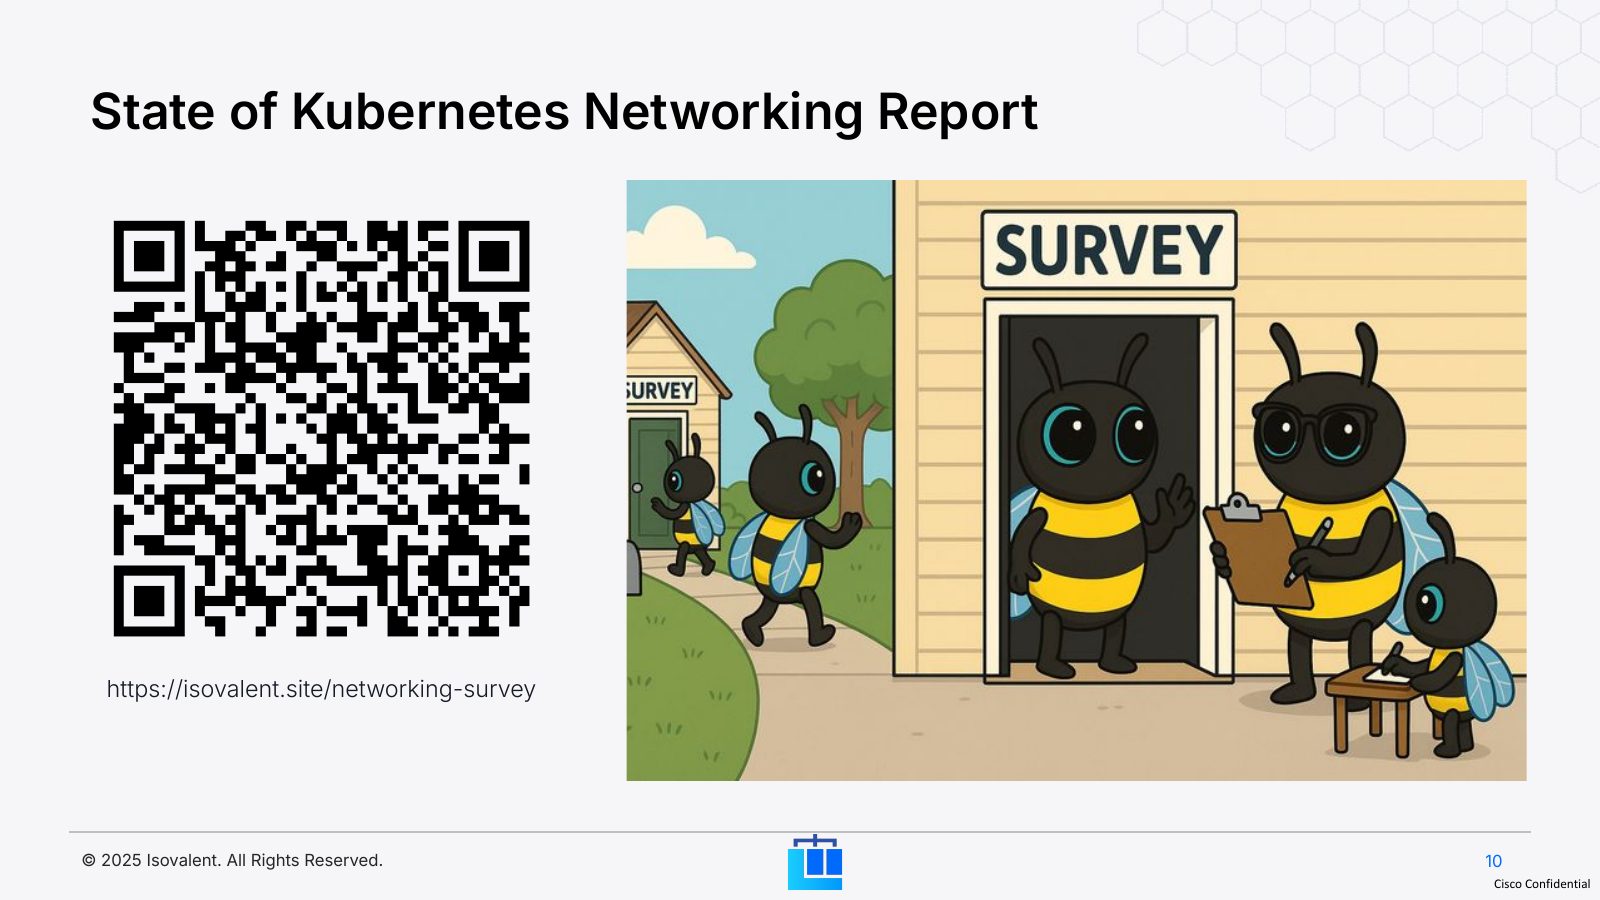 State of Kubernetes Networking Report
SURVEY
SURVEY
https://isovalent.site/networking-survey
© 2025 Isovalent. All Rights Reserved.
10
Cisco Confidential